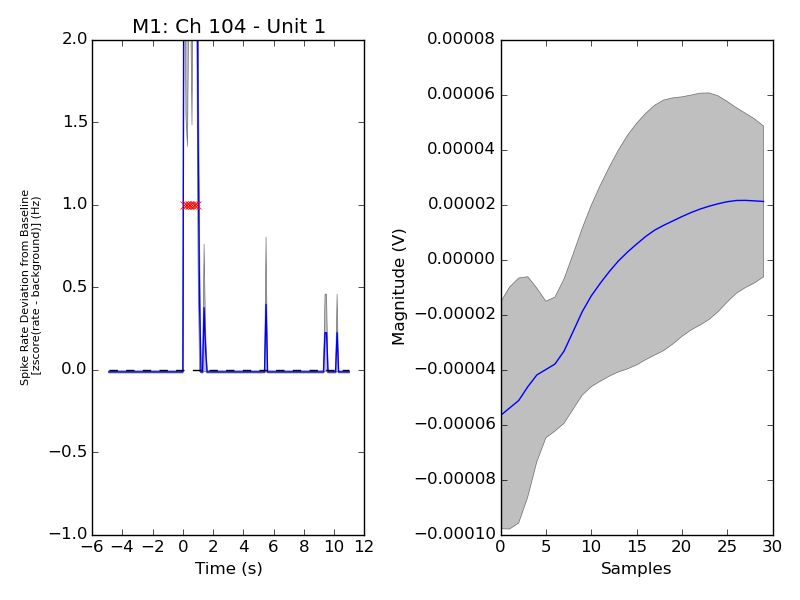 M1: Ch 104 - Unit 1
2.0
1.5
1.0
0.5
0.0
−0.5
−1.0
−6 −4 −2 0 2 4 6 8 10 12
Time (s)
Spike Rate Deviation from Baseline
[zscore(rate - background)] (Hz)
0.00008
0.00006
0.00004
0.00002
0.00000
−0.00002
−0.00004
−0.00006
−0.00008
−0.00010
0 5 10 15 20 25 30
Samples
Magnitude (V)